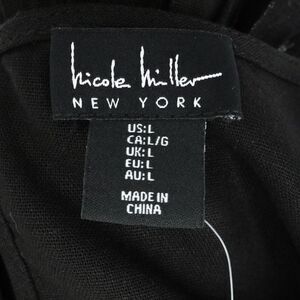 Nicole Miller
NEW YORK
US:L
CA:L/G
UK:L
EU:L
AU:L
MADE IN
CHINA